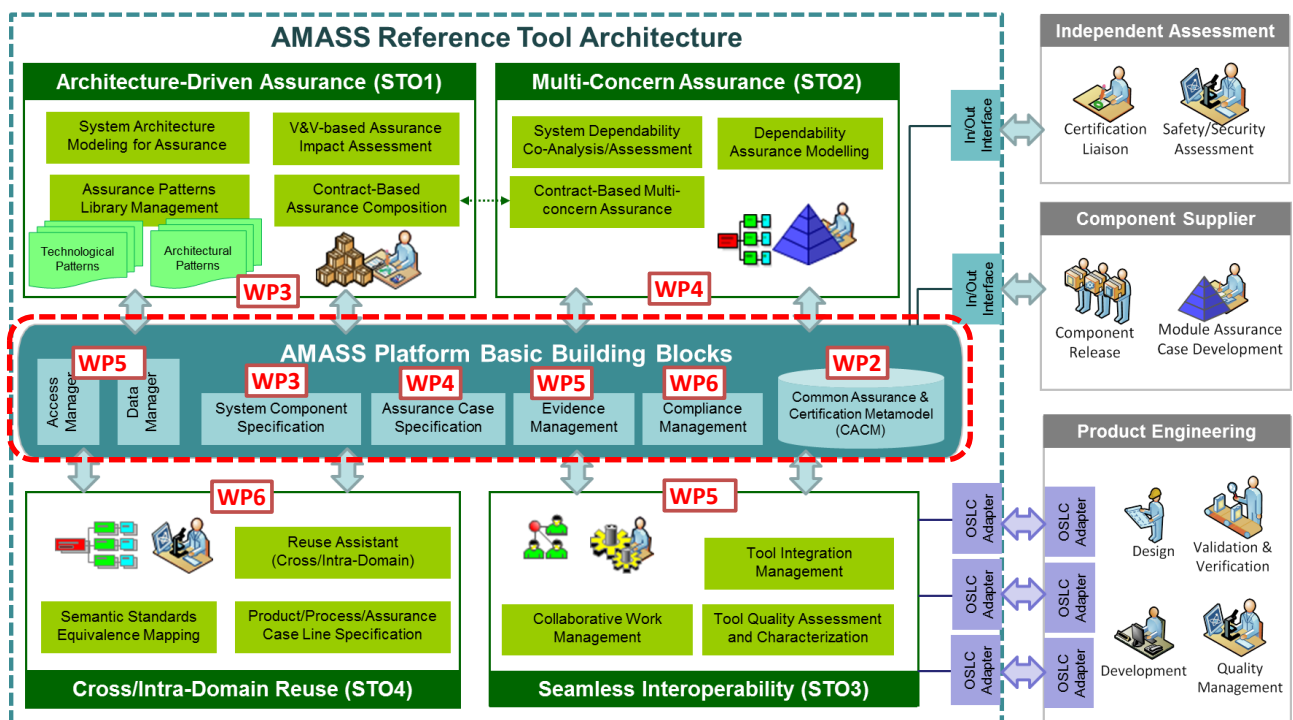 AMASS Reference Tool Architecture
Architecture-Driven Assurance (STO1)
System Architecture
Modeling for Assurance
V&V-based Assurance
Impact Assessment
Assurance Patterns
Library Management
Contract-Based
Assurance Composition
Technological
Patterns
Architectural
Patterns
WP3
Multi-Concern Assurance (STO2)
System Dependability
Co-Analysis/Assessment
Dependability
Assurance Modelling
Contract-Based Multi-
concern Assurance
WP4
In/Out
Interface
In/Out
Interface
Independent Assessment
Certification
Liaison
Safety/Security
Assessment
Component Supplier
Component
Release
Module Assurance
Case Development
AMASS Platform Basic Building Blocks
WP5
Access
Manager
Data
Manager
WP3
System Component
Specification
WP4
Assurance Case
Specification
WP5
Evidence
Management
WP6
Compliance
Management
WP2
Common Assurance &
Certification Metamodel
(CACM)
WP6
Reuse Assistant
(Cross/Intra-Domain)
Semantic Standards
Equivalence Mapping
Product/Process/Assurance
Case Line Specification
Cross/Intra-Domain Reuse (STO4)
WP5
Tool Integration
Management
Collaborative Work
Management
Tool Quality Assessment
and Characterization
Seamless Interoperability (STO3)
OSLC
Adapter
OSLC
Adapter
OSLC
Adapter
OSLC
Adapter
OSLC
Adapter
OSLC
Adapter
Product Engineering
Design
Validation &
Verification
Development
Quality
Management